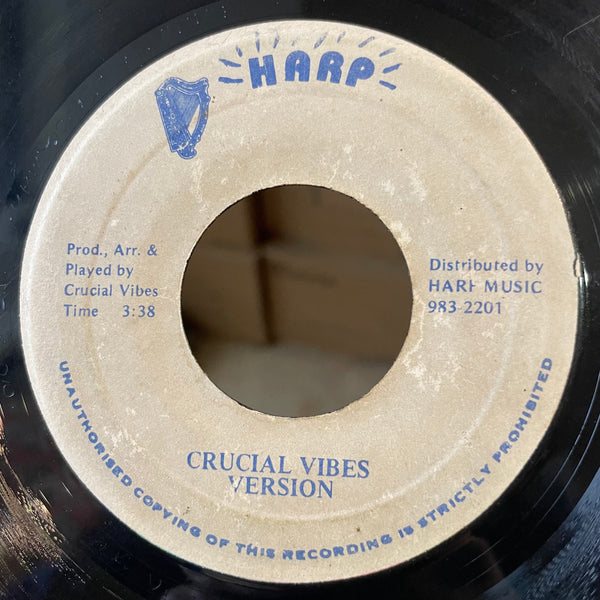 HARP
Prod., Arr. &
Played by
Crucial Vibes
Time 3:38
Distributed by
HARP MUSIC
983-2201
CRUCIAL VIBES
VERSION
UNAUTHORISED COPYING OF THIS RECORDING IS STRICTLY PROHIBITED